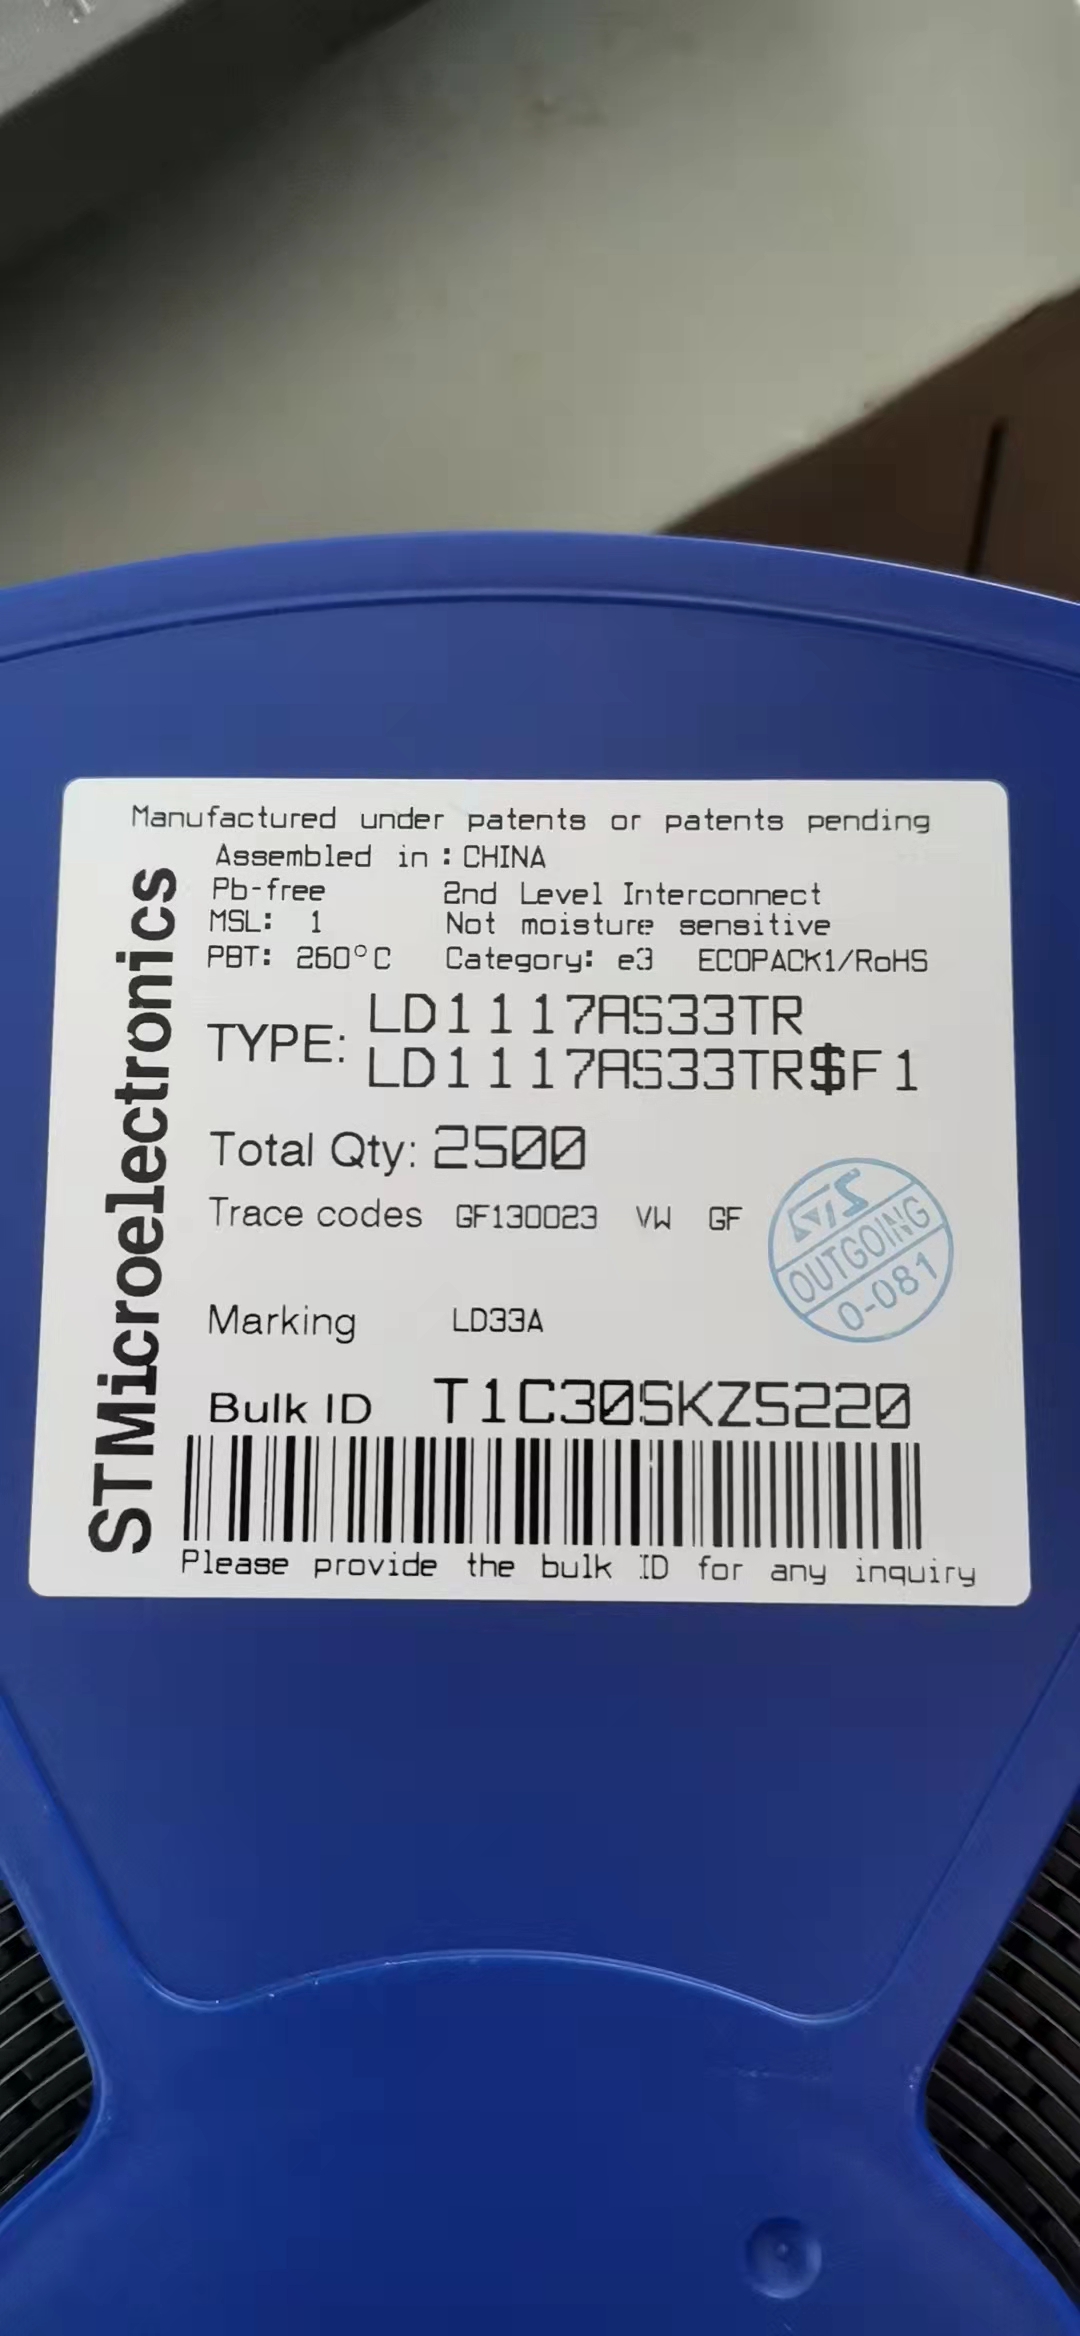 Manufactured under patents or patents pending
Assembled in : CHINA
Pb-free 2nd Level Interconnect
MSL: 1 Not moisture sensitive
PBT: 260°C Category: e3 ECOPACK1/RoHS
TYPE: LD1117AS33TR
LD1117AS33TR$F1
Total Qty: 2500
Trace codes GF130023 VW GF
ST
OUTGOING
0-081
Marking LD33A
Bulk ID T1C30SKZS220
Please provide the bulk ID for any inquiry
STMicroelectronics